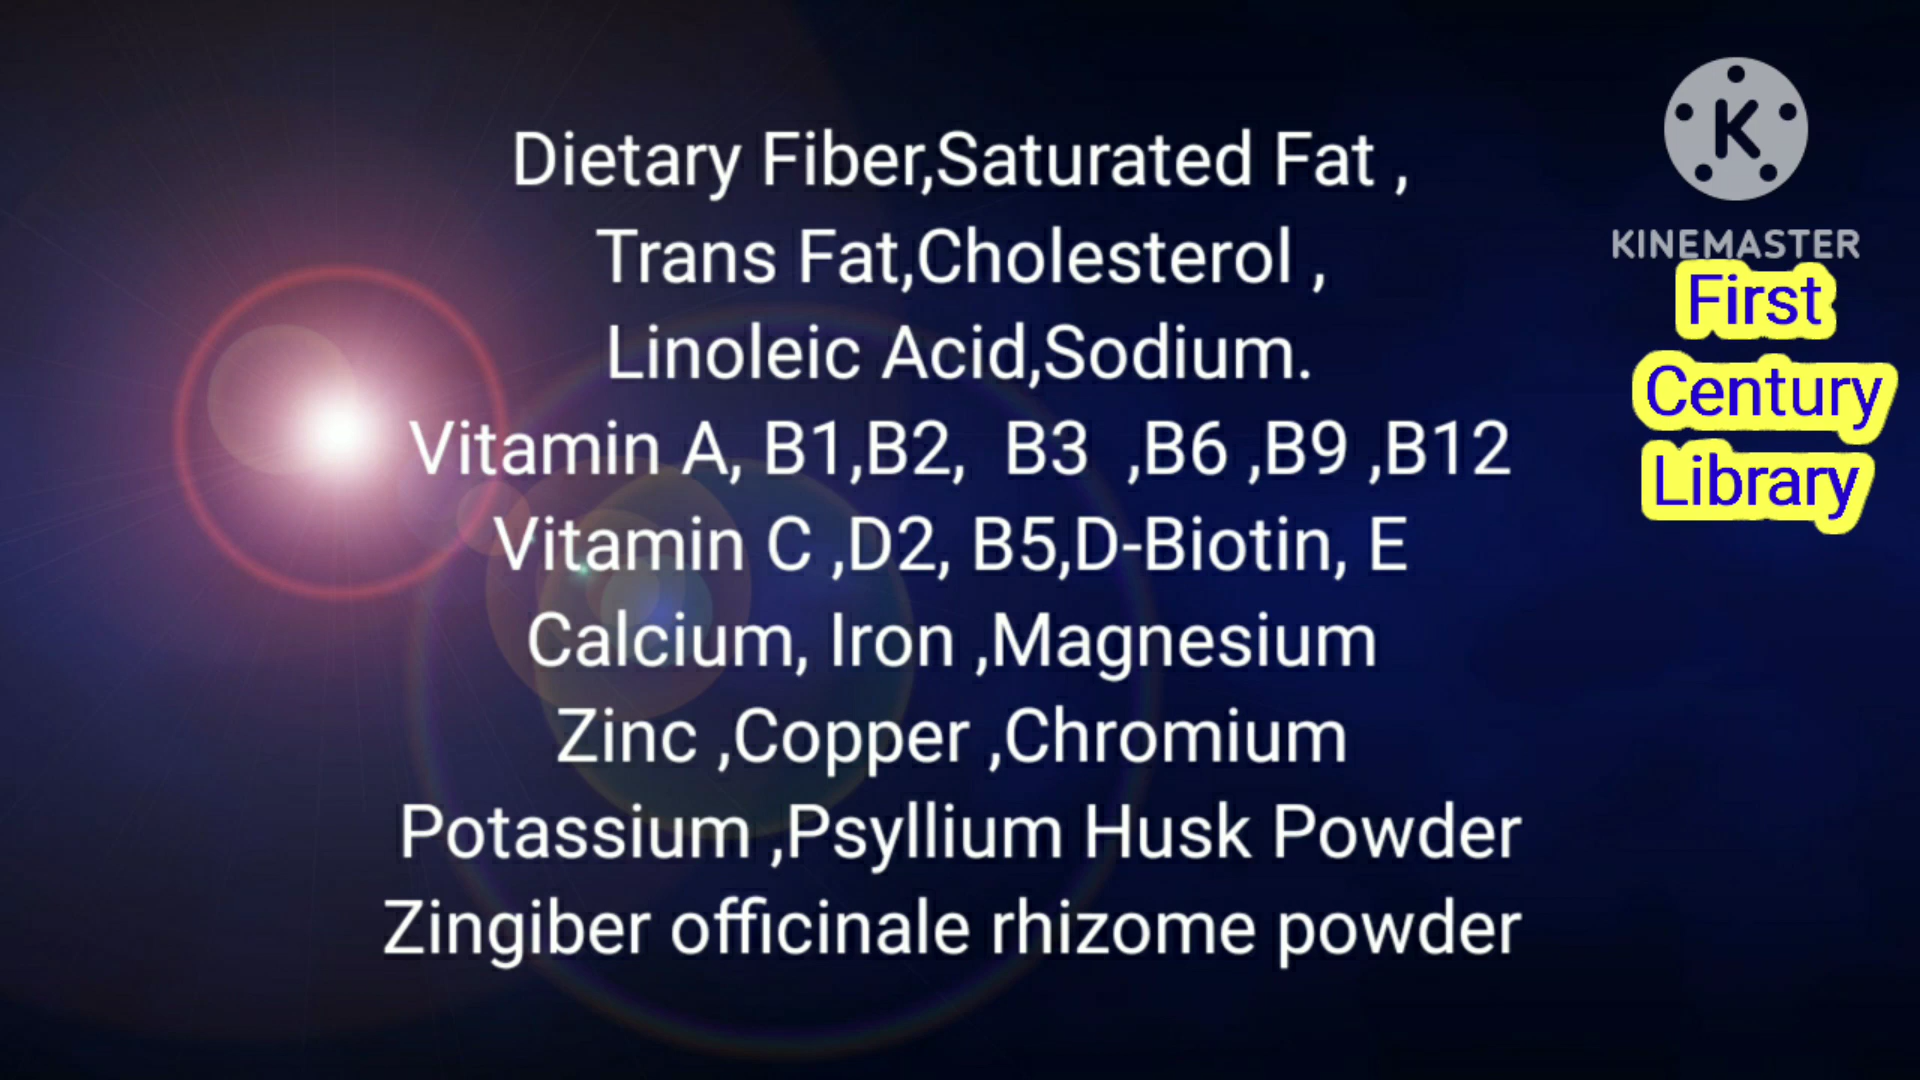 Dietary Fiber,Saturated Fat ,
Trans Fat,Cholesterol ,
Linoleic Acid,Sodium.
Vitamin A, B1,B2,  B3  ,B6 ,B9 ,B12
Vitamin C ,D2, B5,D-Biotin, E
Calcium, Iron ,Magnesium
Zinc ,Copper ,Chromium
Potassium ,Psyllium Husk Powder
Zingiber officinale rhizome powder
K
KINEMASTER
First
Century
Library